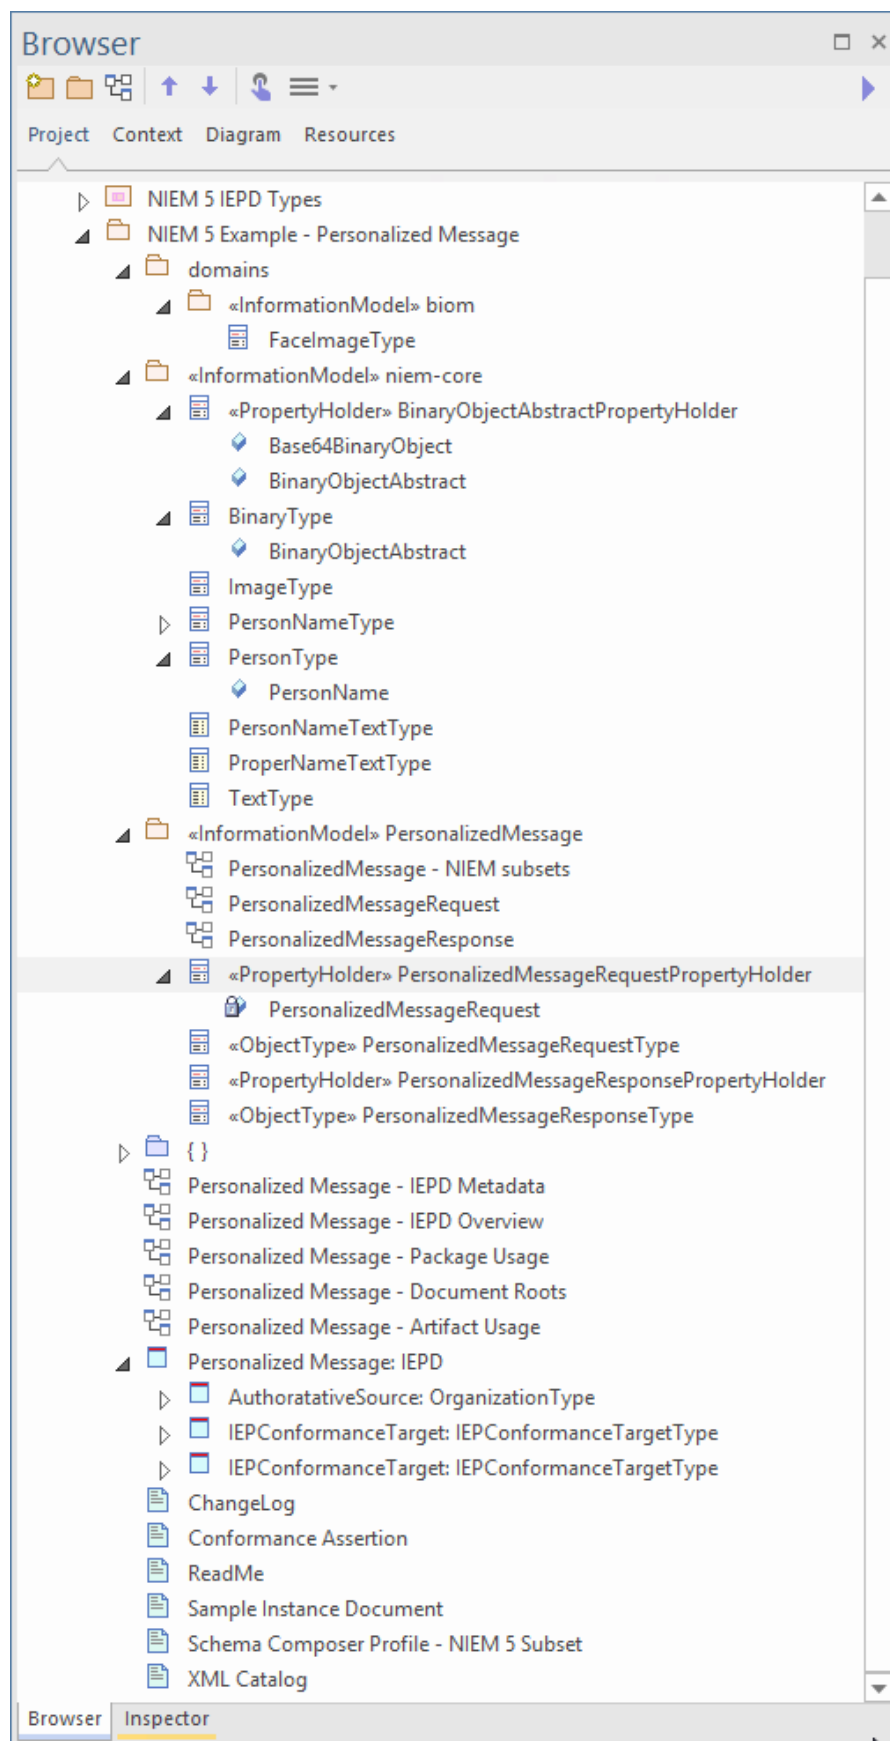 Browser
Project Context Diagram Resources
NIEM 5 IEPD Types
NIEM 5 Example - Personalized Message
domains
«InformationModel» biom
FaceImageType
«InformationModel» niem-core
«PropertyHolder» BinaryObjectAbstractPropertyHolder
Base64BinaryObject
BinaryObjectAbstract
BinaryType
BinaryObjectAbstract
ImageType
PersonNameType
PersonType
PersonName
PersonNameTextType
ProperNameTextType
TextType
«InformationModel» PersonalizedMessage
PersonalizedMessage - NIEM subsets
PersonalizedMessageRequest
PersonalizedMessageResponse
«PropertyHolder» PersonalizedMessageRequestPropertyHolder
PersonalizedMessageRequest
«ObjectType» PersonalizedMessageRequestType
«PropertyHolder» PersonalizedMessageResponsePropertyHolder
«ObjectType» PersonalizedMessageResponseType
{ }
Personalized Message - IEPD Metadata
Personalized Message - IEPD Overview
Personalized Message - Package Usage
Personalized Message - Document Roots
Personalized Message - Artifact Usage
Personalized Message: IEPD
AuthoratativeSource: OrganizationType
IEPConformanceTarget: IEPConformanceTargetType
IEPConformanceTarget: IEPConformanceTargetType
ChangeLog
Conformance Assertion
ReadMe
Sample Instance Document
Schema Composer Profile - NIEM 5 Subset
XML Catalog
Browser Inspector